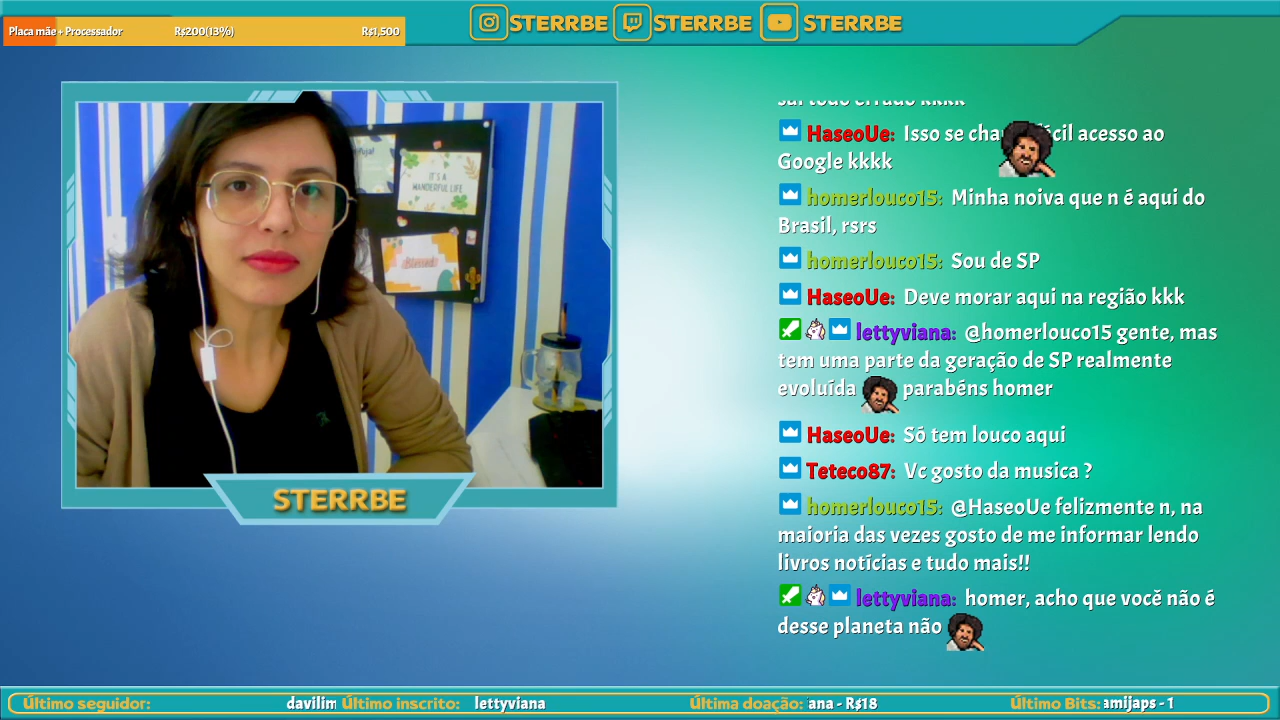 Placa mãe + Processador R$200(13%) R$1,500
STERRBE STERRBE STERRBE
IT'S A
WONDERFUL LIFE
Blessed
STERRBE
HaseoUe: Isso se acesso ao
Google kkkk
homerlouco15: Minha noiva que n é aqui do
Brasil, rsrs
homerlouco15: Sou de SP
HaseoUe: Deve morar aqui na região kkk
lettyviana: @homerlouco15 gente, mas
tem uma parte da geração de SP realmente
evoluída parabéns homer
HaseoUe: Só tem louco aqui
Teteco87: Vc gosto da musica ?
homerlouco15: @HaseoUe felizmente n, na
maioria das vezes gosto de me informar lendo
livros notícias e tudo mais!!
lettyviana: homer, acho que você não é
desse planeta não
Último seguidor: davilim Último inscrito: lettyviana Última doação: ana - R$18 Último Bits: amijaps - 1